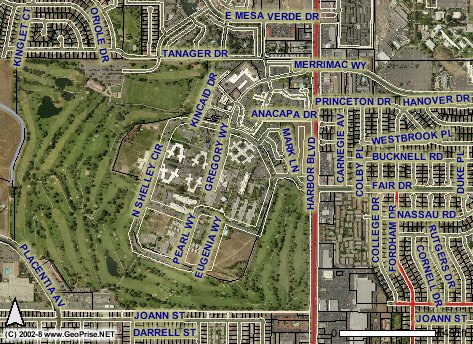 E MESA VERDE DR
KINGLET CT
ORIOLE DR
TANAGER DR
MERRIMAC WY
KINCAID DR
PRINCETON DR
HANOVER DR
ANACAPA DR
CARNEGIE AV
WESTBROOK PL
GREGORY WY
MARY LN
HARBOR BLVD
COLBY PL
BUCKNELL RD
DUKE PL
N SHELLEY CIR
FAIR DR
PEARL WY
EUGENIA WY
COLLEGE DR
FORDHAM DR
NASSAU RD
RUTGERS DR
CORNELL DR
PLACENTIA AV
JOANN ST
JOANN ST
DARRELL ST
(C) 2002-8 www.GeoPrise.NET